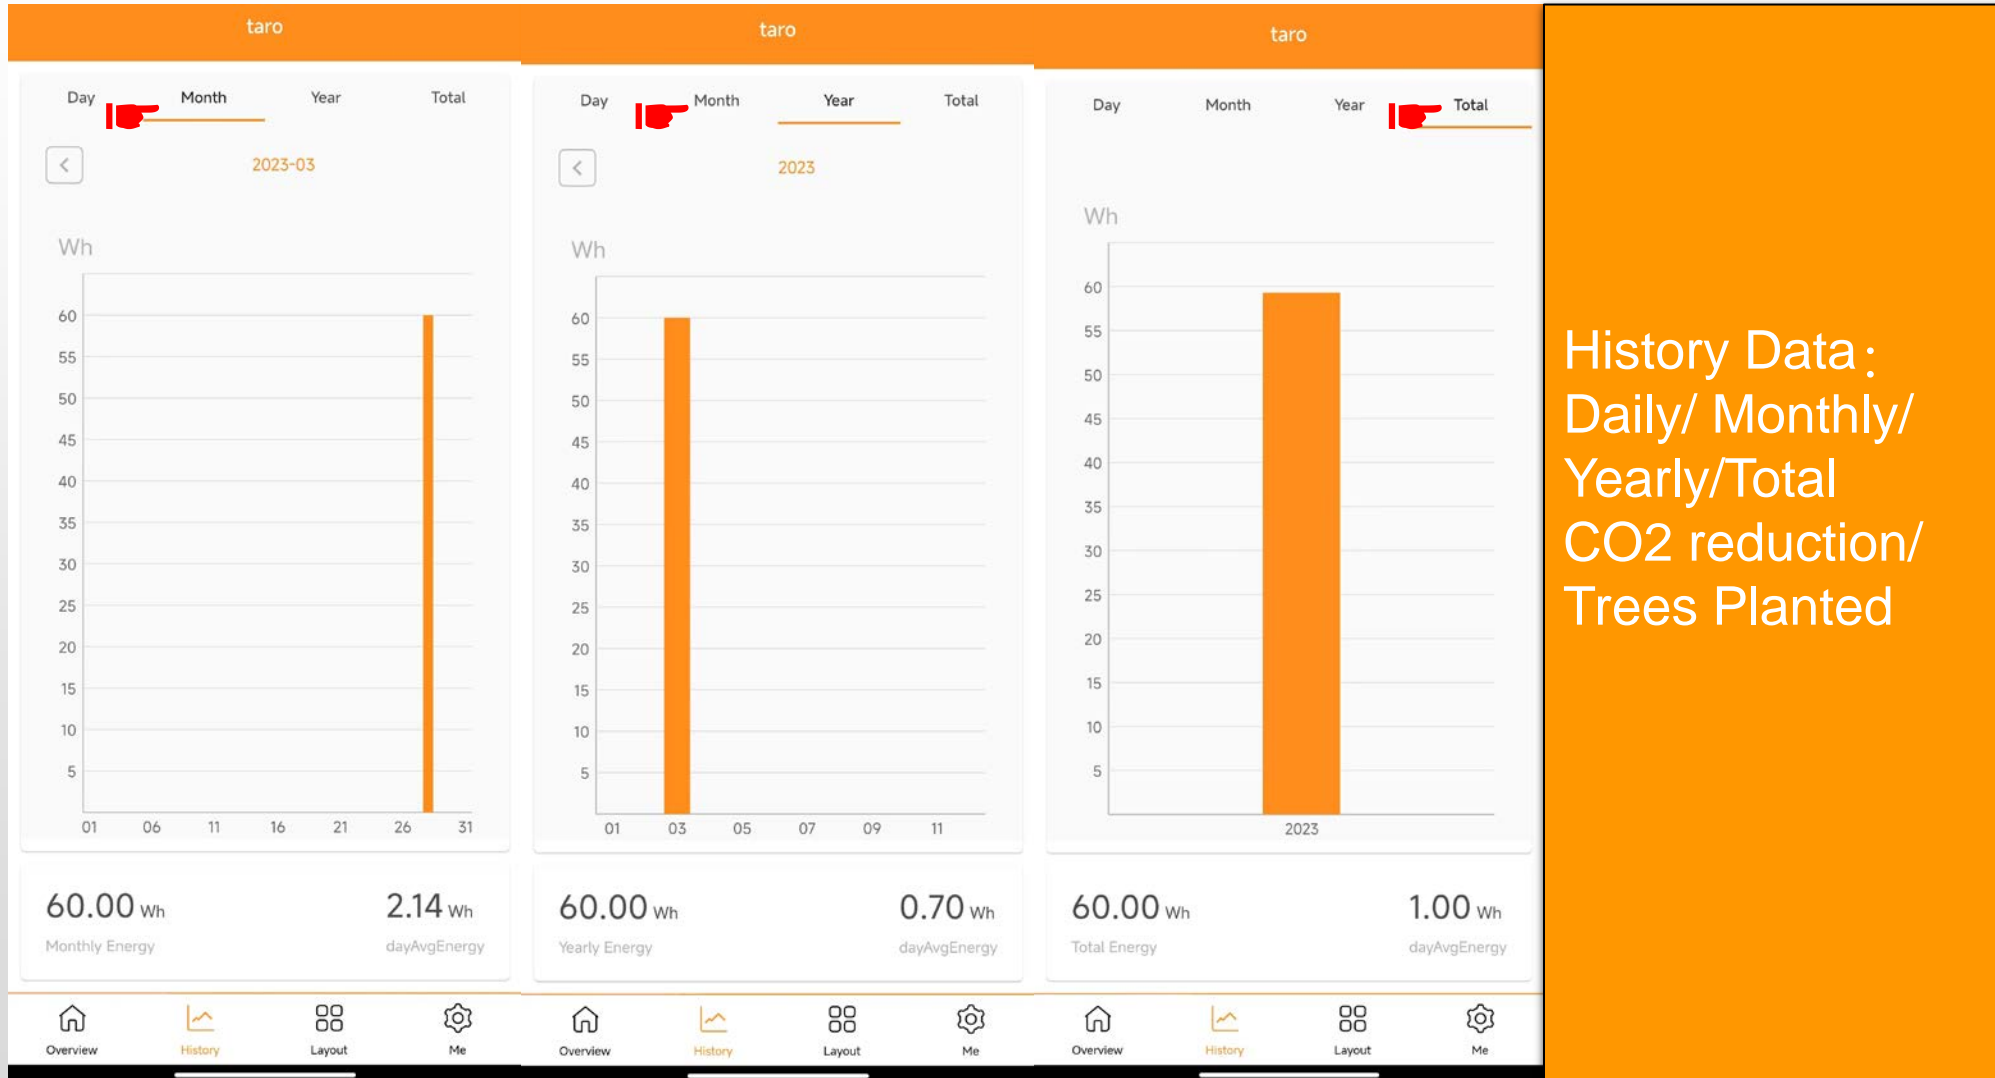 taro
Day Month Year Total
2023-03
Wh
60
55
50
45
40
35
30
25
20
15
10
5
01 06 11 16 21 26 31
60.00 Wh 2.14 Wh
Monthly Energy dayAvgEnergy
Overview History Layout Me
taro
Day Month Year Total
2023
Wh
60
55
50
45
40
35
30
25
20
15
10
5
01 03 05 07 09 11
60.00 Wh 0.70 Wh
Yearly Energy dayAvgEnergy
Overview History Layout Me
taro
Day Month Year Total
Wh
60
55
50
45
40
35
30
25
20
15
10
5
2023
60.00 Wh 1.00 Wh
Total Energy dayAvgEnergy
Overview History Layout Me
History Data：
Daily/ Monthly/
Yearly/Total
CO2 reduction/
Trees Planted